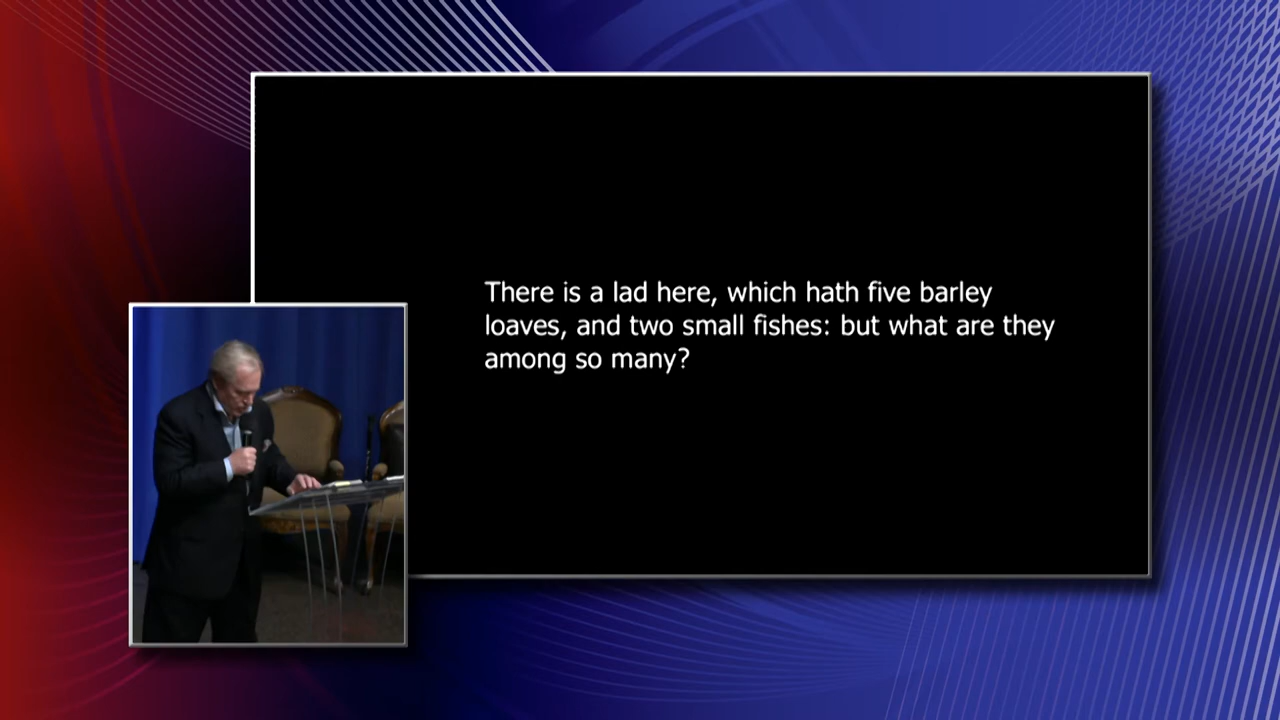 There is a lad here, which hath five barley
loaves, and two small fishes: but what are they
among so many?